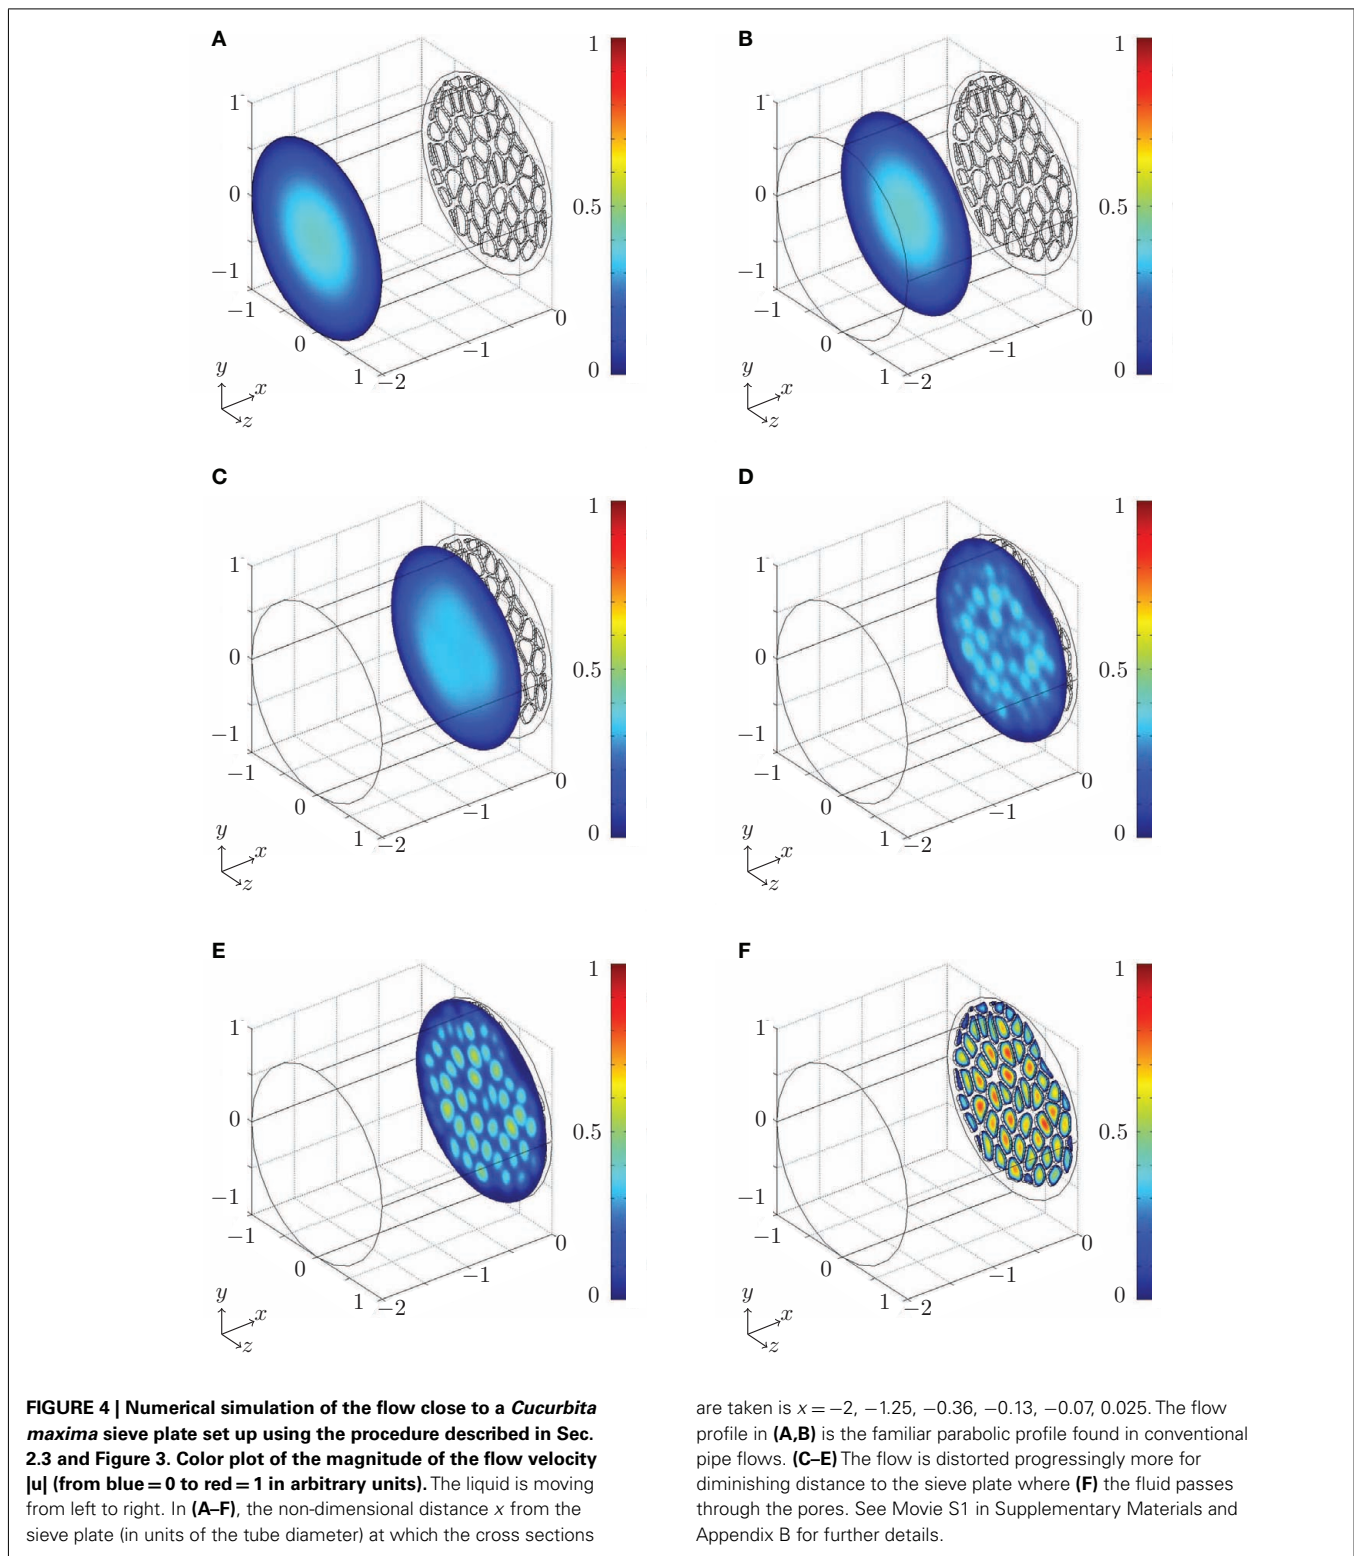 A
1
0.5
0
1
0
−1
−1
0
1
−2
−1
0
y
x
z
B
1
0.5
0
1
0
−1
−1
0
1
−2
−1
0
y
x
z
C
1
0.5
0
1
0
−1
−1
0
1
−2
−1
0
y
x
z
D
1
0.5
0
1
0
−1
−1
0
1
−2
−1
0
y
x
z
E
1
0.5
0
1
0
−1
−1
0
1
−2
−1
0
y
x
z
F
1
0.5
0
1
0
−1
−1
0
1
−2
−1
0
y
x
z
FIGURE 4 | Numerical simulation of the flow close to a Cucurbita
maxima sieve plate set up using the procedure described in Sec.
2.3 and Figure 3. Color plot of the magnitude of the flow velocity
|u| (from blue = 0 to red = 1 in arbitrary units). The liquid is moving
from left to right. In (A–F), the non-dimensional distance x from the
sieve plate (in units of the tube diameter) at which the cross sections
are taken is x = −2, −1.25, −0.36, −0.13, −0.07, 0.025. The flow
profile in (A,B) is the familiar parabolic profile found in conventional
pipe flows. (C–E) The flow is distorted progressingly more for
diminishing distance to the sieve plate where (F) the fluid passes
through the pores. See Movie S1 in Supplementary Materials and
Appendix B for further details.